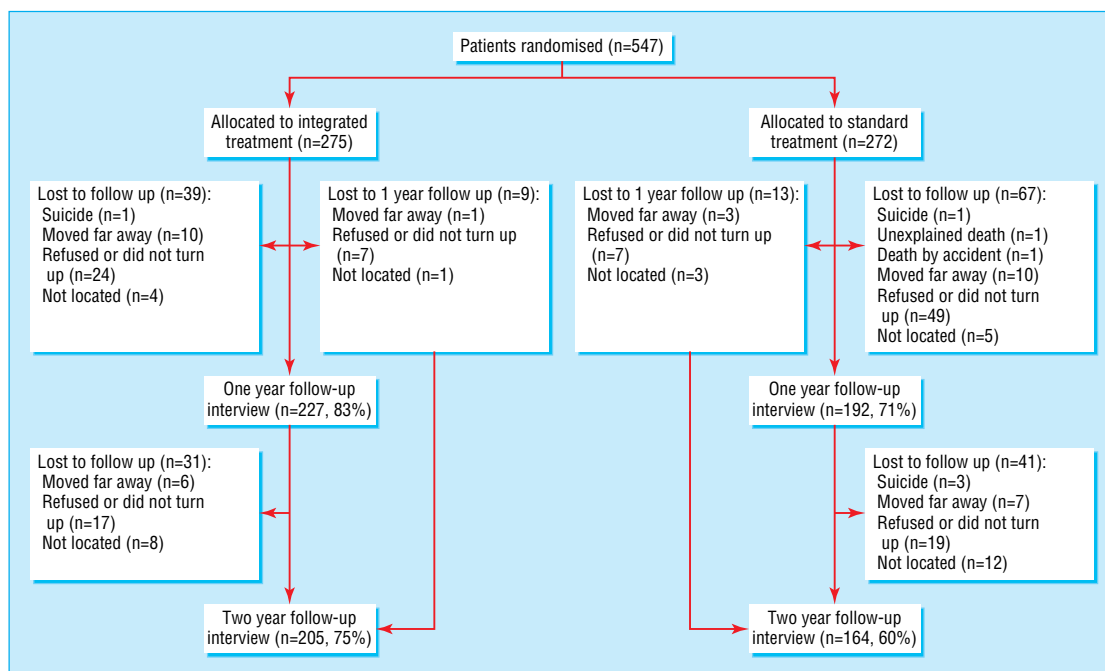 Patients randomised (n=547)
Allocated to integrated
treatment (n=275)
Allocated to standard
treatment (n=272)
Lost to follow up (n=39):
Suicide (n=1)
Moved far away (n=10)
Refused or did not turn
up (n=24)
Not located (n=4)
Lost to 1 year follow up (n=9):
Moved far away (n=1)
Refused or did not turn up
(n=7)
Not located (n=1)
Lost to 1 year follow up (n=13):
Moved far away (n=3)
Refused or did not turn up
(n=7)
Not located (n=3)
Lost to follow up (n=67):
Suicide (n=1)
Unexplained death (n=1)
Death by accident (n=1)
Moved far away (n=10)
Refused or did not turn
up (n=49)
Not located (n=5)
One year follow-up
interview (n=227, 83%)
One year follow-up
interview (n=192, 71%)
Lost to follow up (n=31):
Moved far away (n=6)
Refused or did not turn
up (n=17)
Not located (n=8)
Lost to follow up (n=41):
Suicide (n=3)
Moved far away (n=7)
Refused or did not turn
up (n=19)
Not located (n=12)
Two year follow-up
interview (n=205, 75%)
Two year follow-up
interview (n=164, 60%)